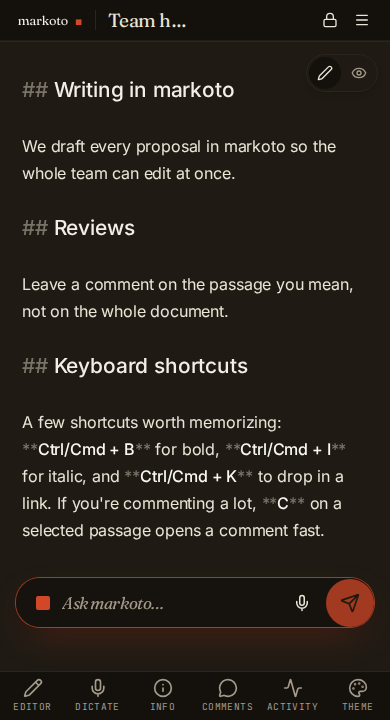 markoto
Team h...
## Writing in markoto
We draft every proposal in markoto so the
whole team can edit at once.
## Reviews
Leave a comment on the passage you mean,
not on the whole document.
## Keyboard shortcuts
A few shortcuts worth memorizing:
**Ctrl/Cmd + B** for bold, **Ctrl/Cmd + I**
for italic, and **Ctrl/Cmd + K** to drop in a
link. If you're commenting a lot, **C** on a
selected passage opens a comment fast.
Ask markoto...
EDITOR
DICTATE
INFO
COMMENTS
ACTIVITY
THEME